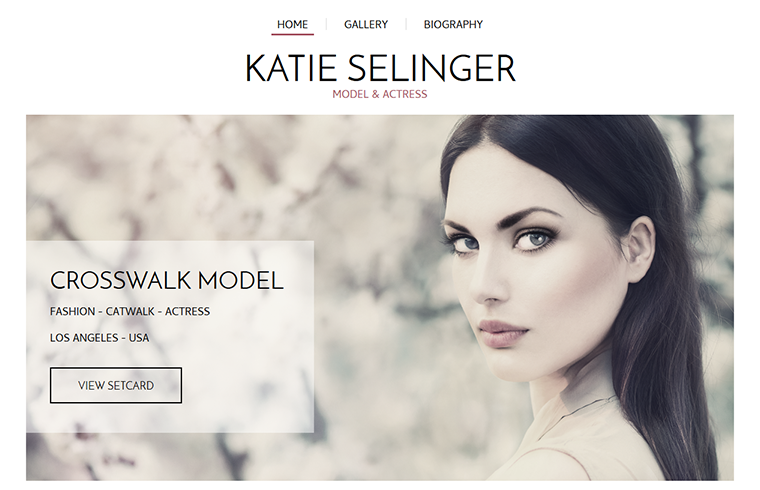 HOME | GALLERY | BIOGRAPHY
KATIE SELINGER
MODEL & ACTRESS
CROSSWALK MODEL
FASHION - CATWALK - ACTRESS
LOS ANGELES - USA
VIEW SETCARD